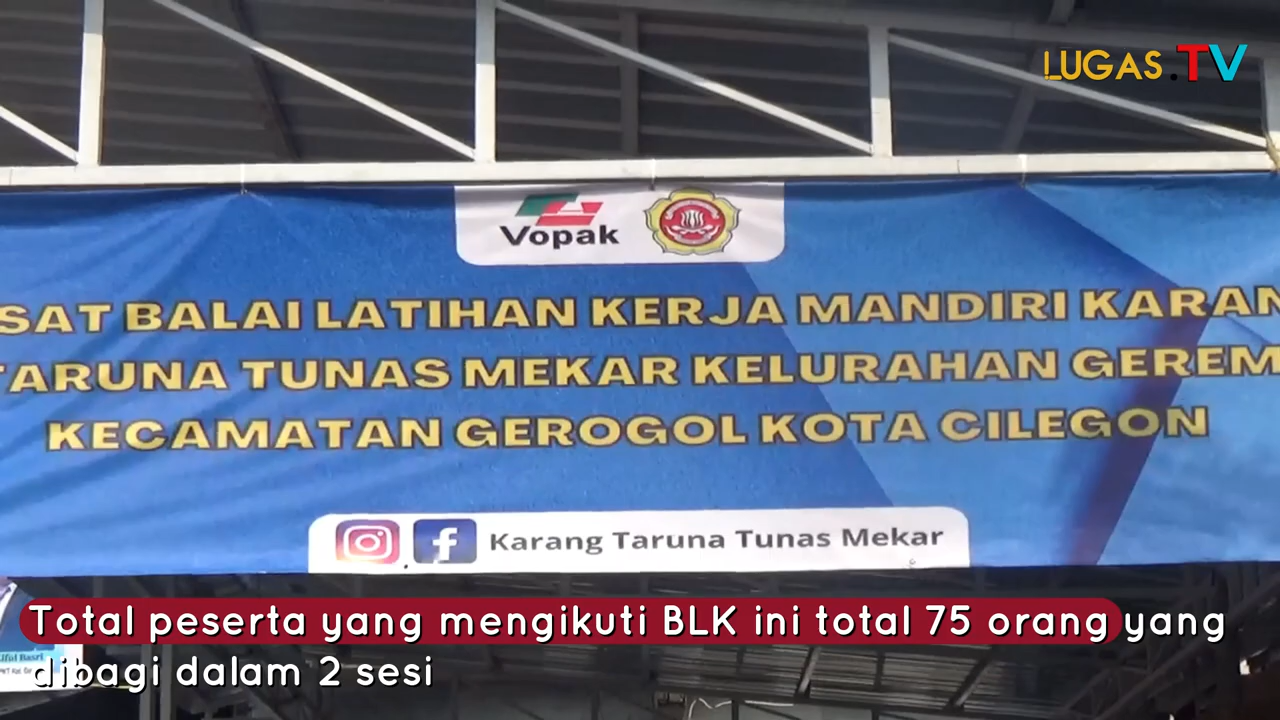 LUGAS.TV
Vopak
SAT BALAI LATIHAN KERJA MANDIRI KARAN
TARUNA TUNAS MEKAR KELURAHAN GEREM
KECAMATAN GEROGOL KOTA CILEGON
Karang Taruna Tunas Mekar
Total peserta yang mengikuti BLK ini total 75 orang yang
dibagi dalam 2 sesi
Basri